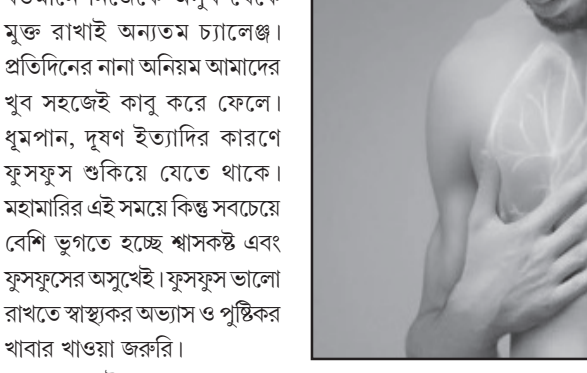 মুক্ত রাখাই অন্যতম চ্যালেঞ্জ।
প্রতিদিনের নানা অনিয়ম আমাদের
খুব সহজেই কাবু করে ফেলে।
ধূমপান, দূষণ ইত্যাদির কারণে
ফুসফুস শুকিয়ে যেতে থাকে।
মহামারির এই সময়ে কিন্তু সবচেয়ে
বেশি ভুগতে হচ্ছে শ্বাসকষ্ট এবং
ফুসফুসের অসুখেই। ফুসফুস ভালো
রাখতে স্বাস্থ্যকর অভ্যাস ও পুষ্টিকর
খাবার খাওয়া জরুরি।